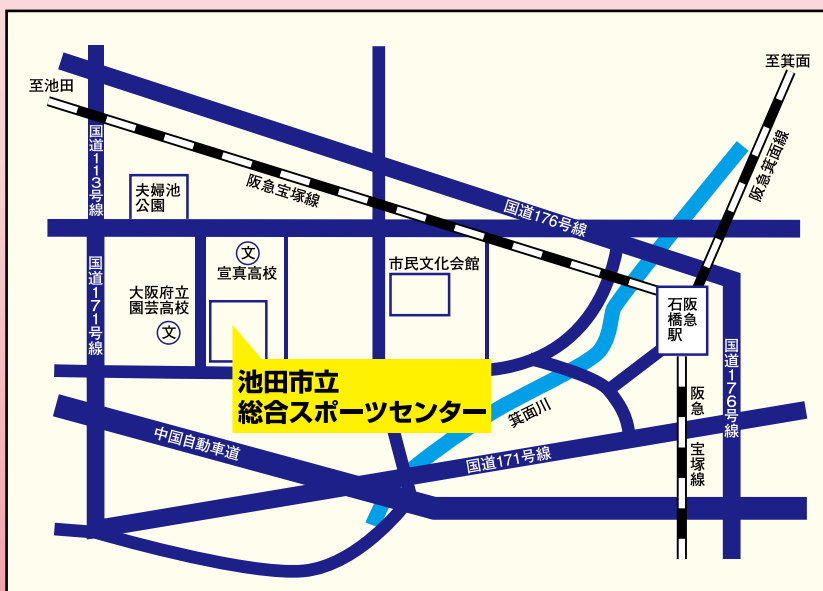 至箕面
至池田
阪急箕面線
国道113号線
夫婦池
公園
阪急宝塚線
国道176号線
文
宣真高校
市民文化会館
国道171号線
大阪府立
園芸高校
文
阪急
石橋駅
国道176号線
池田市立
総合スポーツセンター
阪急
宝塚線
箕面川
中国自動車道
国道171号線